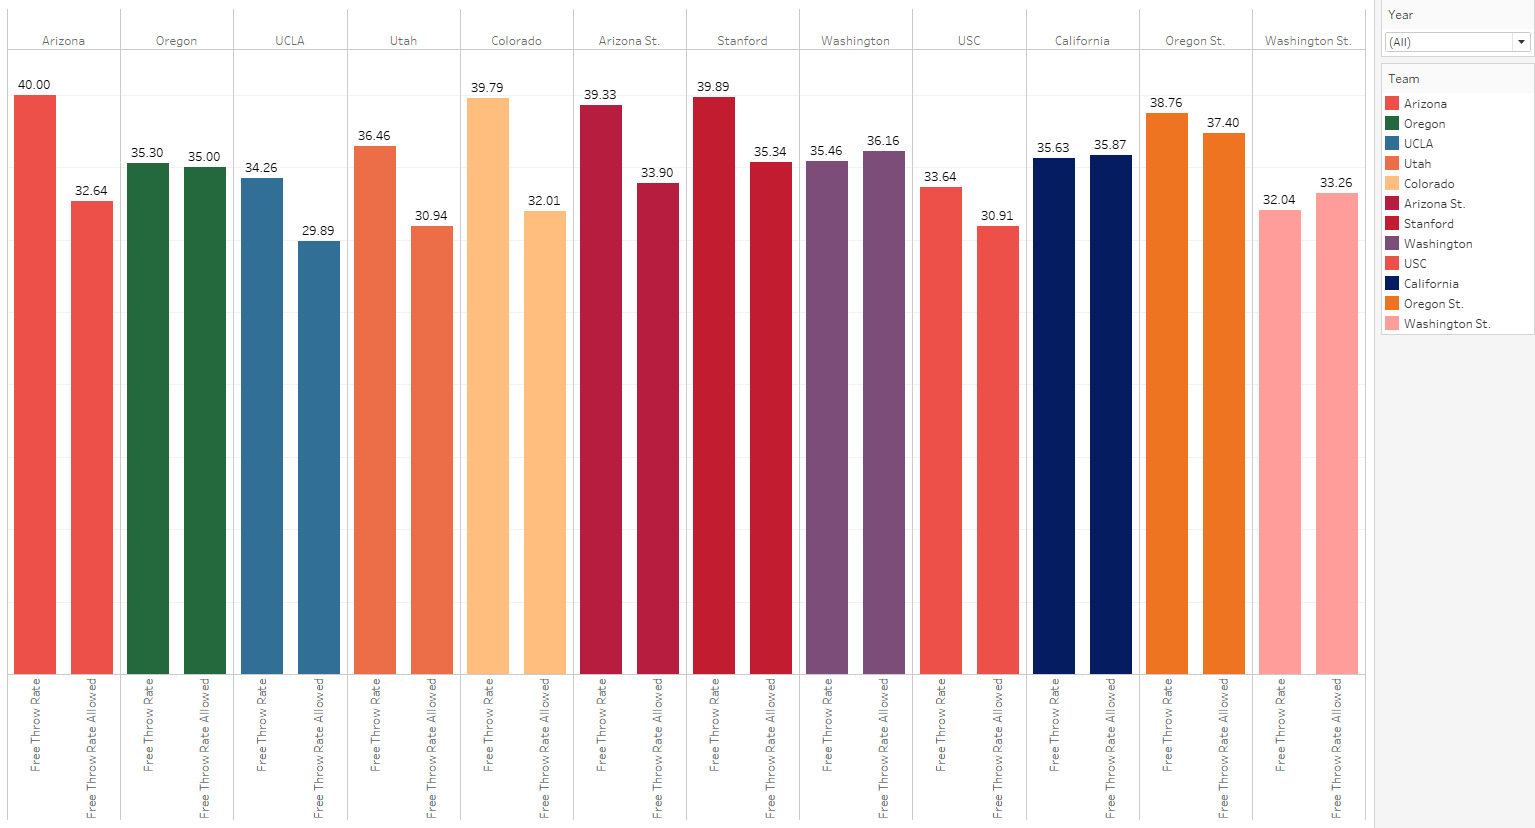 Arizona Oregon UCLA Utah Colorado Arizona St. Stanford Washington USC California Oregon St. Washington St.
40.00 32.64 35.30 35.00 34.26 29.89 36.46 30.94 39.79 32.01 39.33 33.90 39.89 35.34 35.46 36.16 33.64 30.91 35.63 35.87 38.76 37.40 32.04 33.26
Free Throw Rate
Free Throw Rate Allowed
Free Throw Rate
Free Throw Rate Allowed
Free Throw Rate
Free Throw Rate Allowed
Free Throw Rate
Free Throw Rate Allowed
Free Throw Rate
Free Throw Rate Allowed
Free Throw Rate
Free Throw Rate Allowed
Free Throw Rate
Free Throw Rate Allowed
Free Throw Rate
Free Throw Rate Allowed
Free Throw Rate
Free Throw Rate Allowed
Free Throw Rate
Free Throw Rate Allowed
Free Throw Rate
Free Throw Rate Allowed
Free Throw Rate
Free Throw Rate Allowed
Year
(All)
Team
Arizona
Oregon
UCLA
Utah
Colorado
Arizona St.
Stanford
Washington
USC
California
Oregon St.
Washington St.